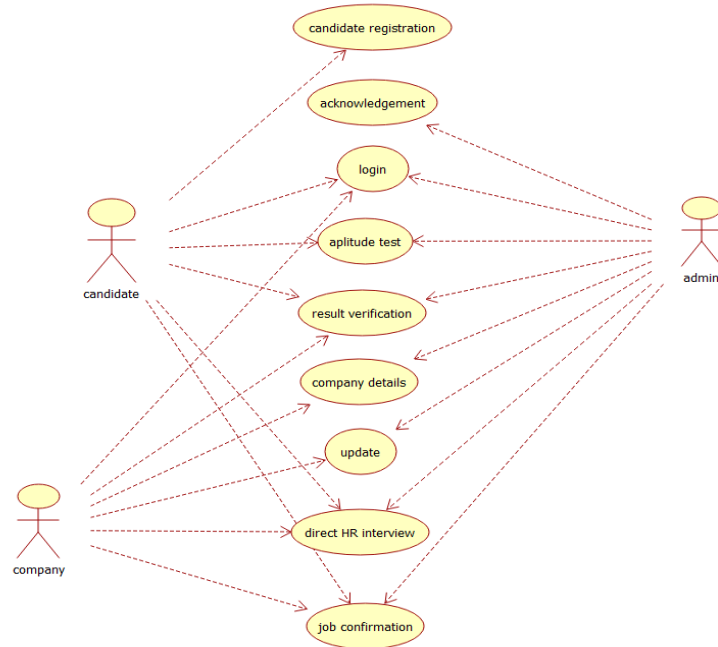 candidate registration
acknowledgement
login
aplitude test
candidate
admin
result verification
company details
update
direct HR interview
company
job confirmation